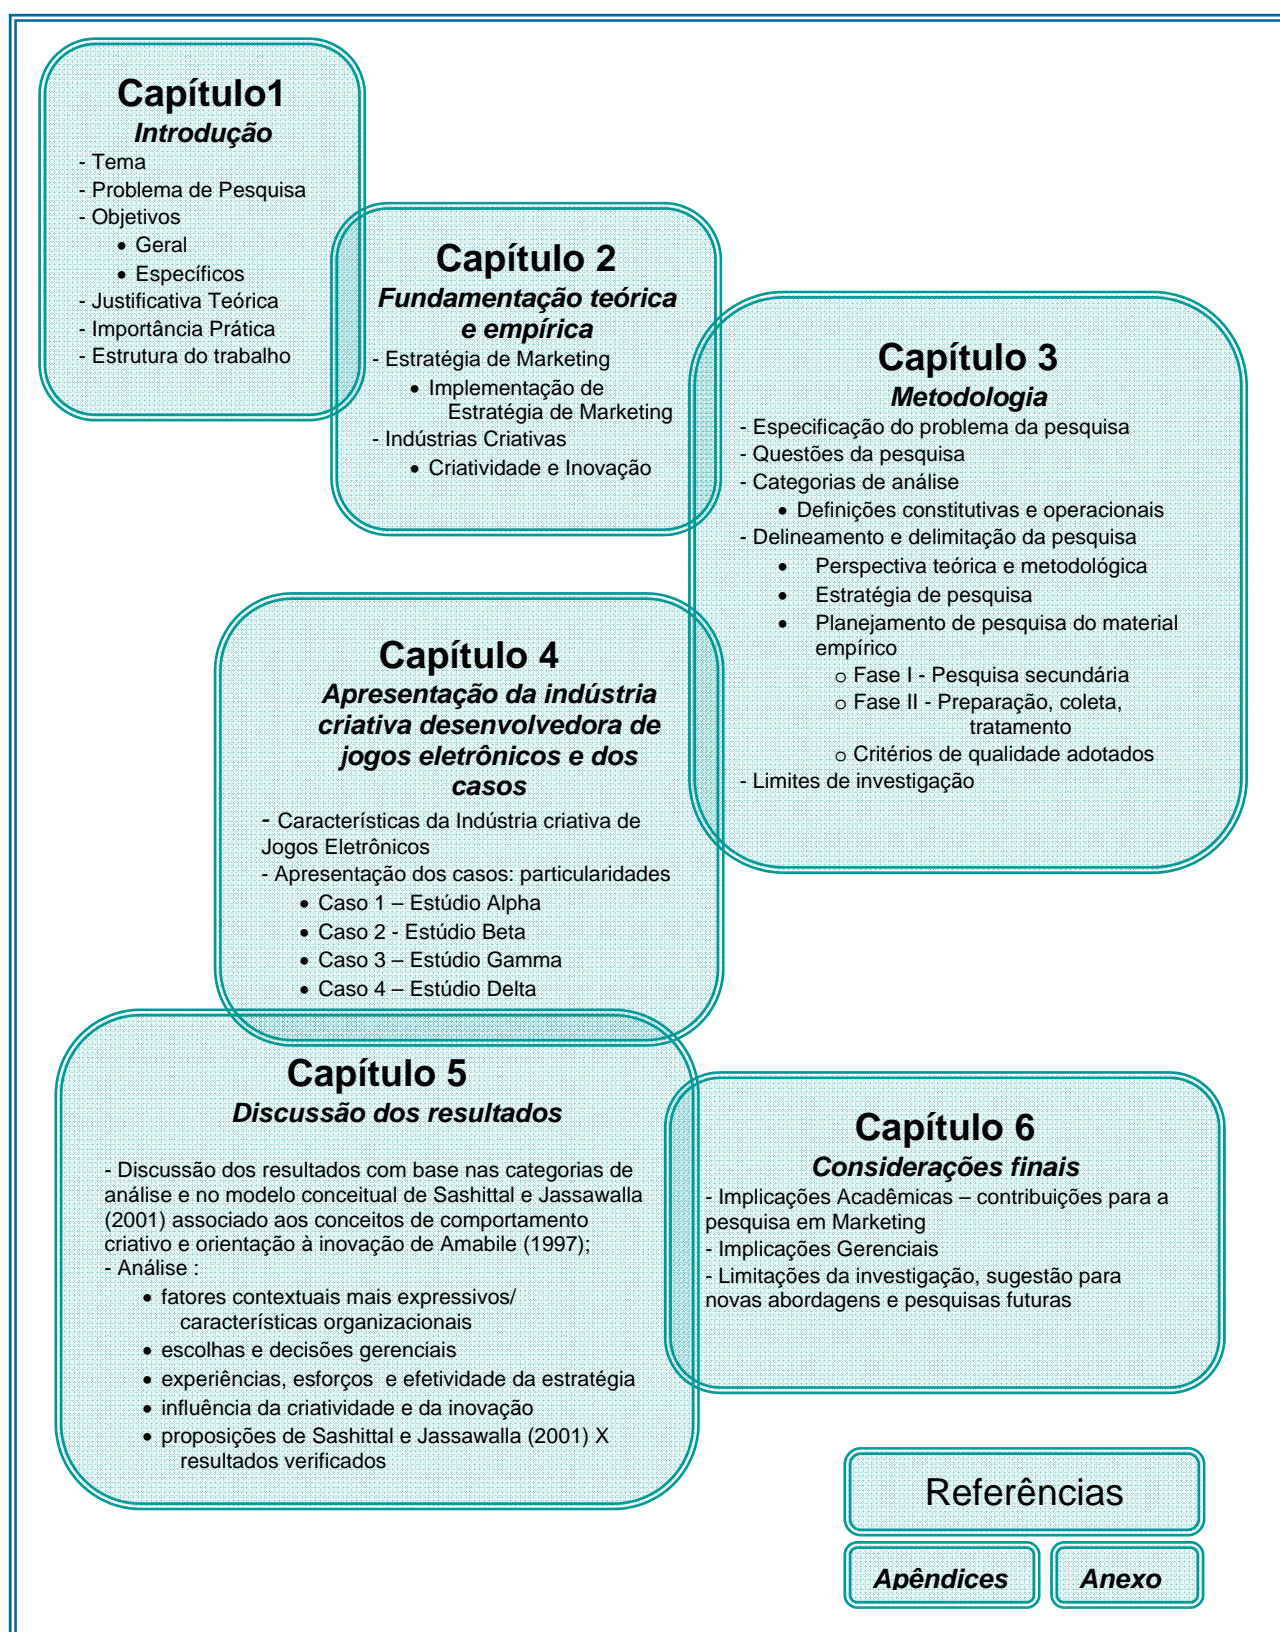 Capítulo1
Introdução
- Tema
- Problema de Pesquisa
- Objetivos
• Geral
• Específicos
- Justificativa Teórica
- Importância Prática
- Estrutura do trabalho
Capítulo 2
Fundamentação teórica
e empírica
- Estratégia de Marketing
• Implementação de
Estratégia de Marketing
- Indústrias Criativas
• Criatividade e Inovação
Capítulo 3
Metodologia
- Especificação do problema da pesquisa
- Questões da pesquisa
- Categorias de análise
• Definições constitutivas e operacionais
- Delineamento e delimitação da pesquisa
• Perspectiva teórica e metodológica
• Estratégia de pesquisa
• Planejamento de pesquisa do material
empírico
o Fase I - Pesquisa secundária
o Fase II - Preparação, coleta,
tratamento
o Critérios de qualidade adotados
- Limites de investigação
Capítulo 4
Apresentação da indústria
criativa desenvolvedora de
jogos eletrônicos e dos
casos
- Características da Indústria criativa de
Jogos Eletrônicos
- Apresentação dos casos: particularidades
• Caso 1 – Estúdio Alpha
• Caso 2 - Estúdio Beta
• Caso 3 – Estúdio Gamma
• Caso 4 – Estúdio Delta
Capítulo 5
Discussão dos resultados
- Discussão dos resultados com base nas categorias de
análise e no modelo conceitual de Sashittal e Jassawalla
(2001) associado aos conceitos de comportamento
criativo e orientação à inovação de Amabile (1997);
- Análise :
• fatores contextuais mais expressivos/
características organizacionais
• escolhas e decisões gerenciais
• experiências, esforços e efetividade da estratégia
• influência da criatividade e da inovação
• proposições de Sashittal e Jassawalla (2001) X
resultados verificados
Capítulo 6
Considerações finais
- Implicações Acadêmicas – contribuições para a
pesquisa em Marketing
- Implicações Gerenciais
- Limitações da investigação, sugestão para
novas abordagens e pesquisas futuras
Referências
Apêndices
Anexo